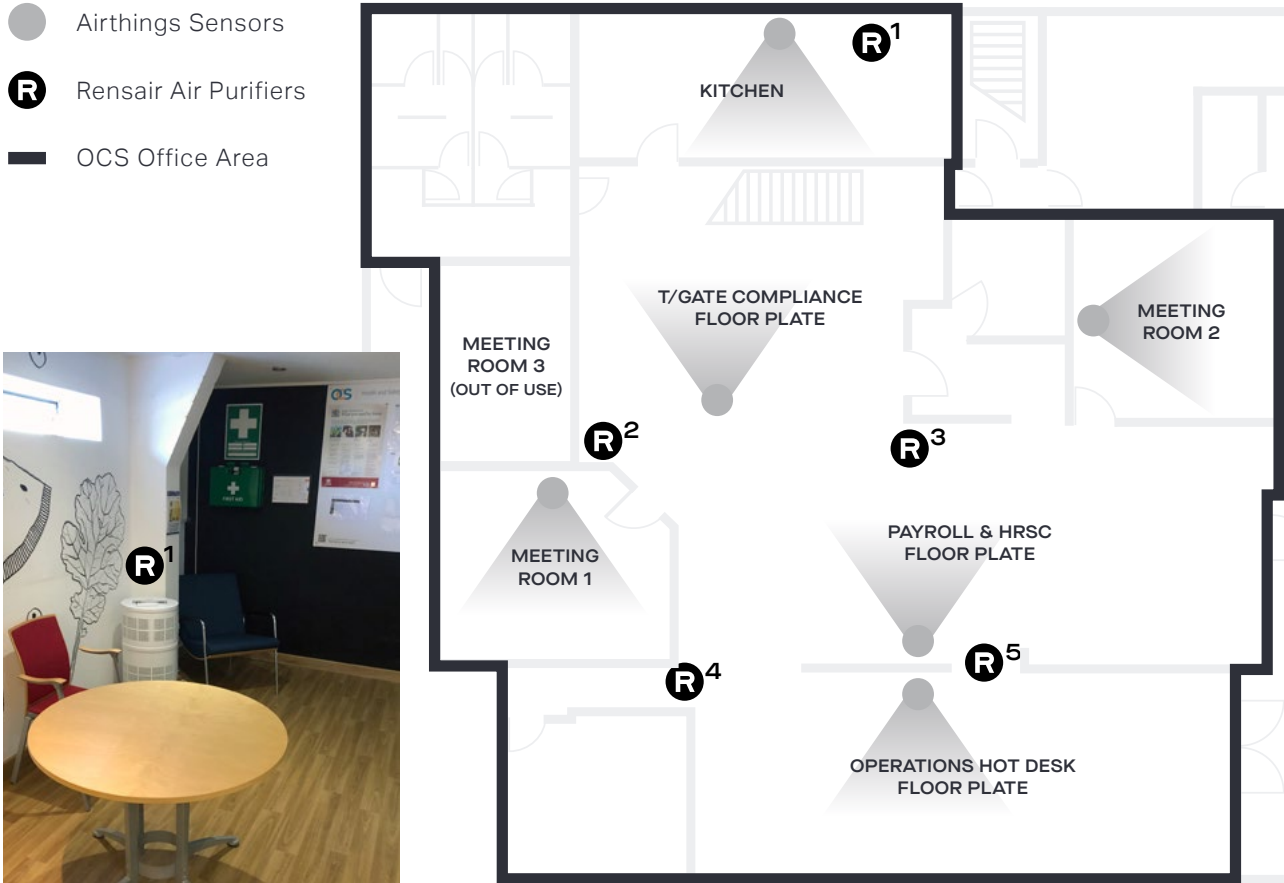 Airthings Sensors
R Rensair Air Purifiers
OCS Office Area
R1
KITCHEN
T/GATE COMPLIANCE
FLOOR PLATE
MEETING
ROOM 2
MEETING
ROOM 3
(OUT OF USE)
R2
R3
MEETING
ROOM 1
PAYROLL & HRSC
FLOOR PLATE
R4
R5
OPERATIONS HOT DESK
FLOOR PLATE
R1
FIRST AID